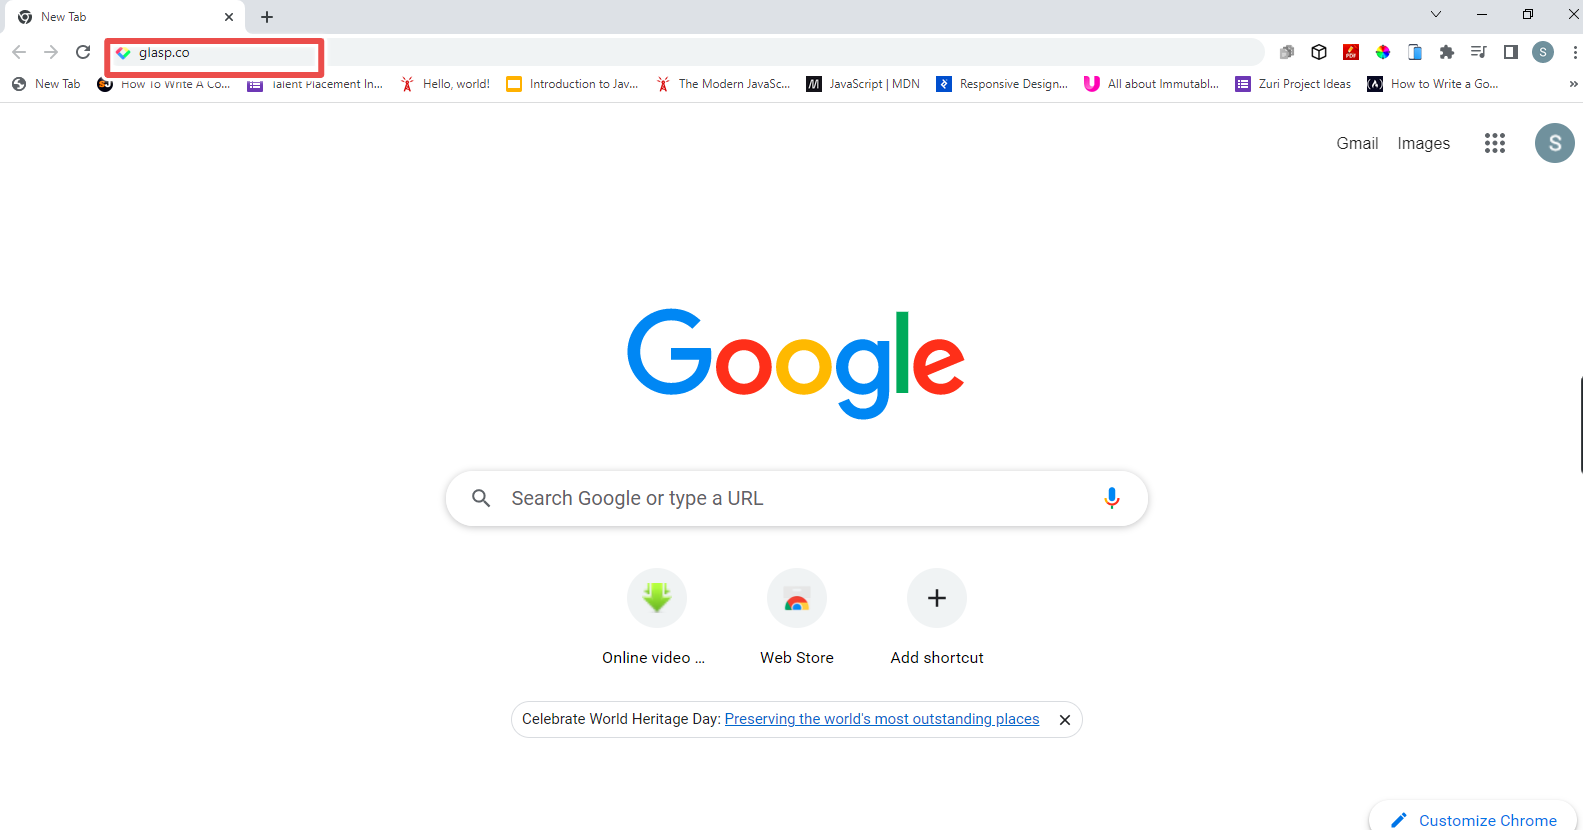 New Tab
glasp.co
New Tab
How To Write A Co...
Talent Placement In...
Hello, world!
Introduction to Jav...
The Modern JavaSc...
JavaScript | MDN
Responsive Design...
All about Immutabl...
Zuri Project Ideas
How to Write a Go...
»
PDF
S
Gmail
Images
S
Google
Search Google or type a URL
Online video ...
Web Store
Add shortcut
Celebrate World Heritage Day: Preserving the world's most outstanding places
Customize Chrome